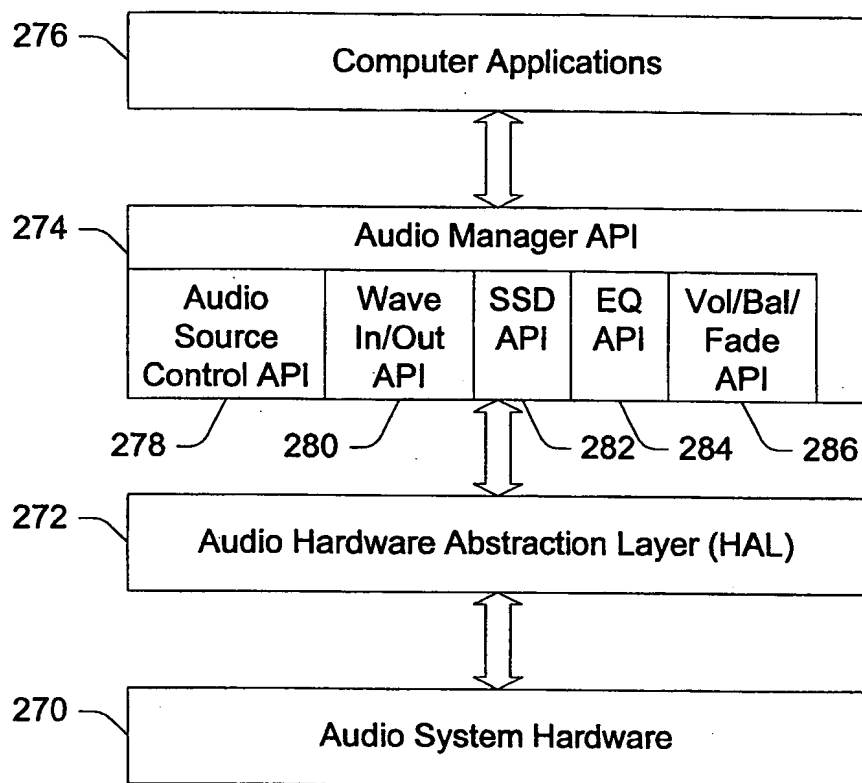 276
Computer Applications
274
Audio Manager API
Audio
Source
Control API
Wave
In/Out
API
SSD
API
EQ
API
Vol/Bal/
Fade
API
278
280
282
284
286
272
Audio Hardware Abstraction Layer (HAL)
270
Audio System Hardware